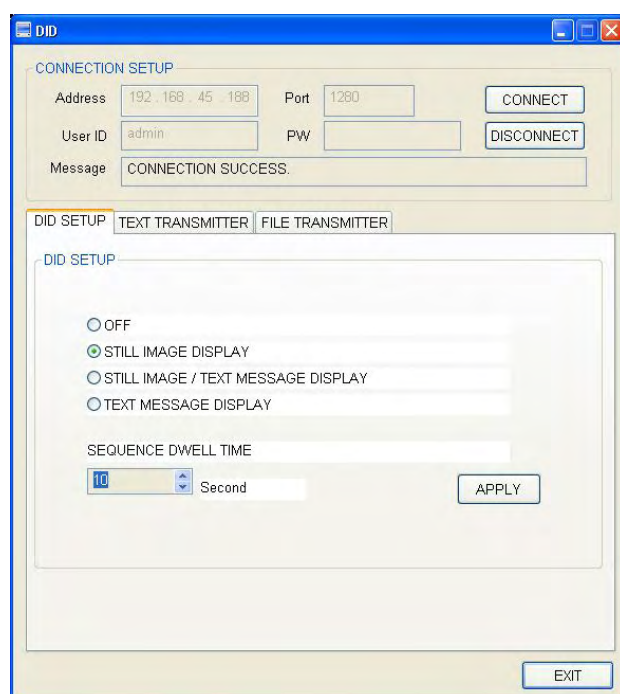 DID
CONNECTION SETUP
Address 192 . 168 . 45 . 188 Port 1280 CONNECT
User ID admin PW DISCONNECT
Message CONNECTION SUCCESS.
DID SETUP TEXT TRANSMITTER FILE TRANSMITTER
DID SETUP
OFF
STILL IMAGE DISPLAY
STILL IMAGE / TEXT MESSAGE DISPLAY
TEXT MESSAGE DISPLAY
SEQUENCE DWELL TIME
10 Second APPLY
EXIT